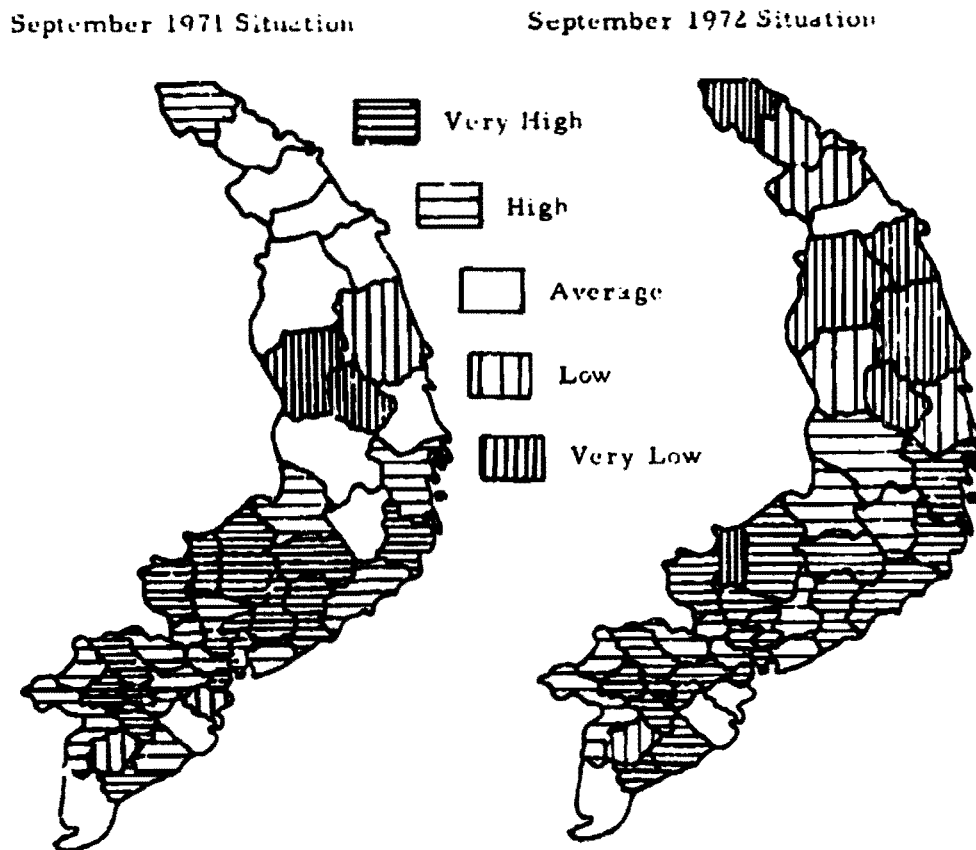 September 1971 Situation
September 1972 Situation
Very High
High
Average
Low
Very Low